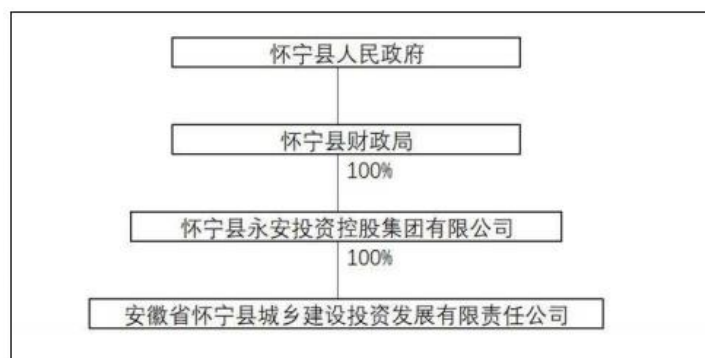 怀宁县人民政府
怀宁县财政局
100%
怀宁县永安投资控股集团有限公司
100%
安徽省怀宁县城乡建设投资发展有限责任公司